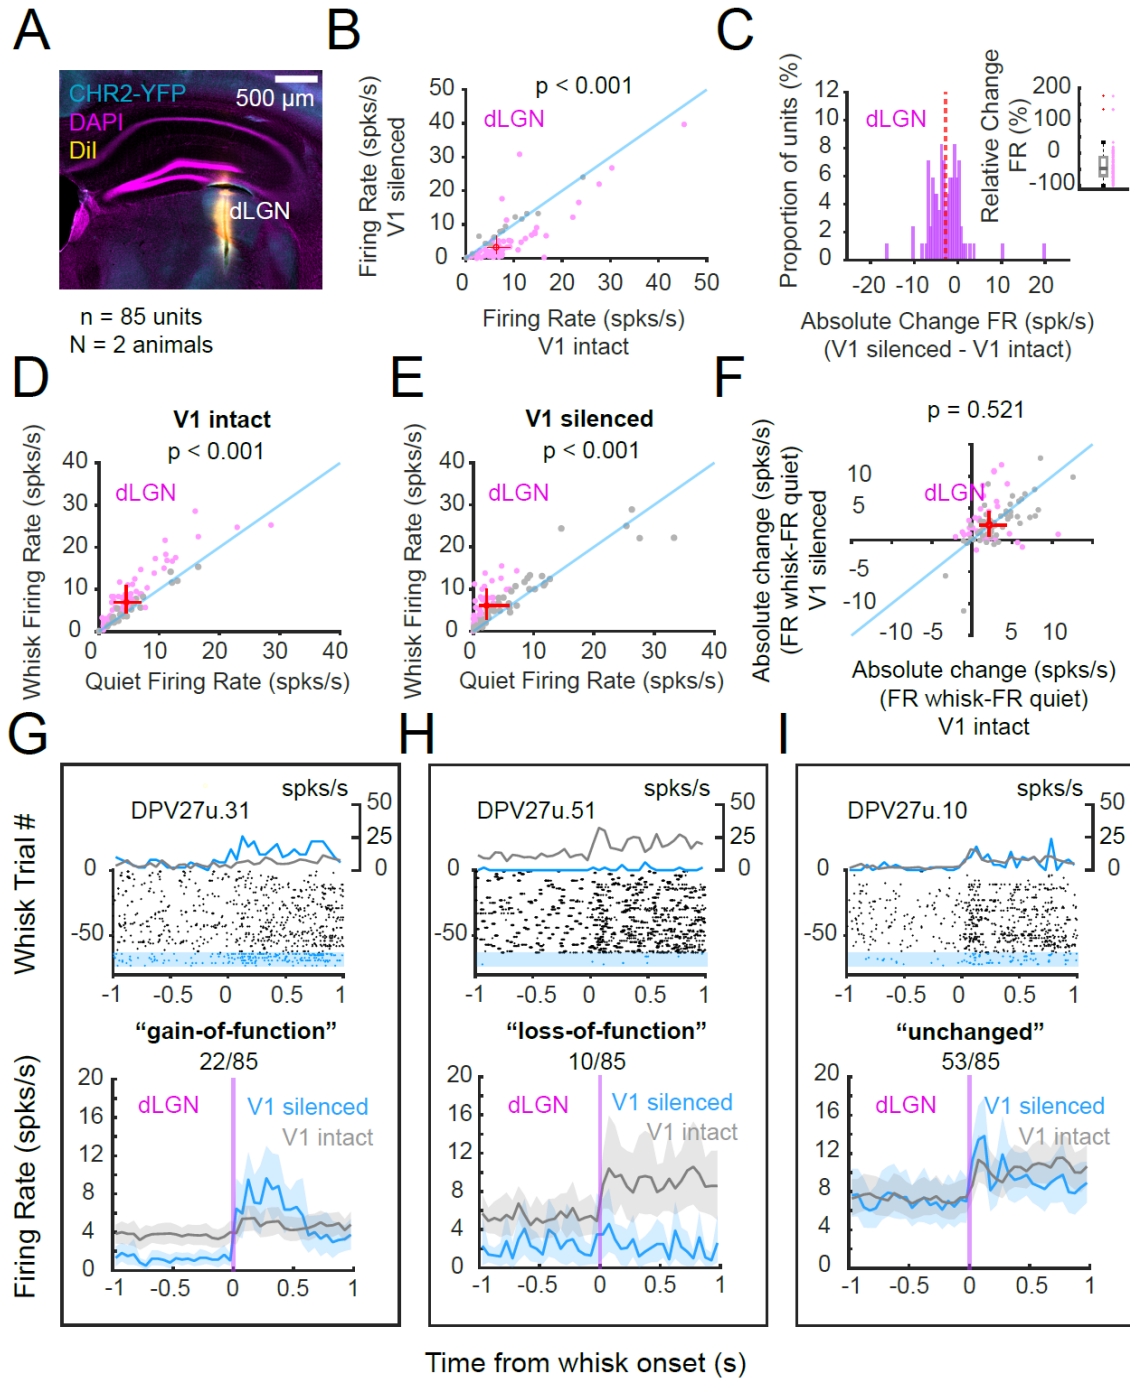 A
CHR2-YFP
DAPI
DiI
500 µm
dLGN
n = 85 units
N = 2 animals
B
p < 0.001
dLGN
Firing Rate (spks/s)
V1 silenced
50
40
30
20
10
0
0 10 20 30 40 50
Firing Rate (spks/s)
V1 intact
C
dLGN
Proportion of units (%)
12
10
8
6
4
2
0
-20 -10 0 10 20
Absolute Change FR (spk/s)
(V1 silenced - V1 intact)
Relative Change
FR (%)
200
100
0
-100
D
V1 intact
p < 0.001
dLGN
Whisk Firing Rate (spks/s)
40
30
20
10
0
0 10 20 30 40
Quiet Firing Rate (spks/s)
E
V1 silenced
p < 0.001
dLGN
Whisk Firing Rate (spks/s)
40
30
20
10
0
0 10 20 30 40
Quiet Firing Rate (spks/s)
F
p = 0.521
dLGN
Absolute change (spks/s)
(FR whisk-FR quiet)
V1 silenced
10
5
0
-5
-10
-10 -5 0 5 10
Absolute change (spks/s)
(FR whisk-FR quiet)
V1 intact
G
DPV27u.31
spks/s
50
25
0
Whisk Trial #
0
-50
-1 -0.5 0 0.5 1
“gain-of-function”
22/85
dLGN
V1 silenced
V1 intact
Firing Rate (spks/s)
20
16
12
8
4
0
-1 -0.5 0 0.5 1
H
DPV27u.51
spks/s
50
25
0
0
-50
-1 -0.5 0 0.5 1
“loss-of-function”
10/85
dLGN
V1 silenced
V1 intact
20
16
12
8
4
0
-1 -0.5 0 0.5 1
I
DPV27u.10
spks/s
50
25
0
0
-50
-1 -0.5 0 0.5 1
“unchanged”
53/85
dLGN
V1 silenced
V1 intact
20
16
12
8
4
0
-1 -0.5 0 0.5 1
Time from whisk onset (s)